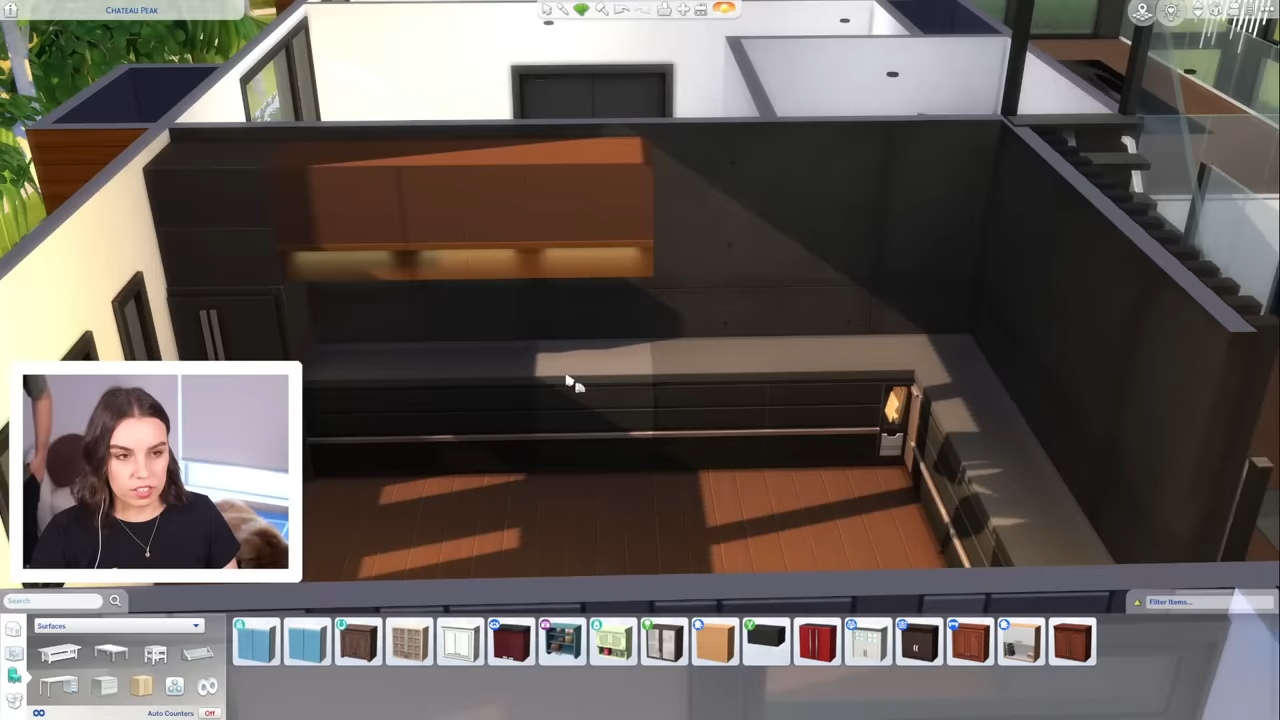 CHATEAU PEAK
Search
Filter Items...
Surfaces
Auto Counters
Off